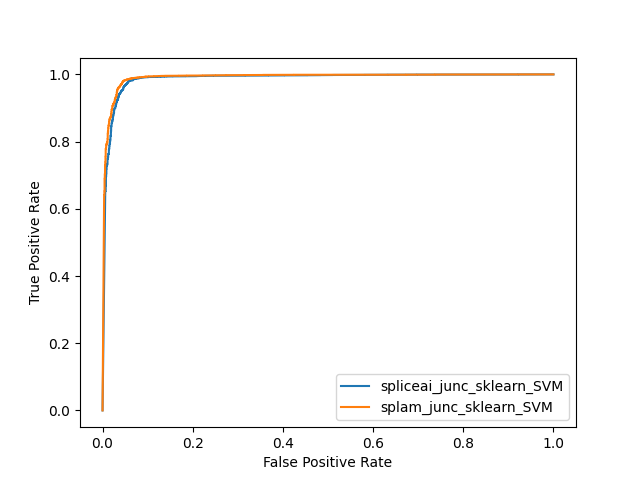 1.0
0.8
0.6
0.4
0.2
0.0
True Positive Rate
0.0 0.2 0.4 0.6 0.8 1.0
False Positive Rate
spliceai_junc_sklearn_SVM
splam_junc_sklearn_SVM